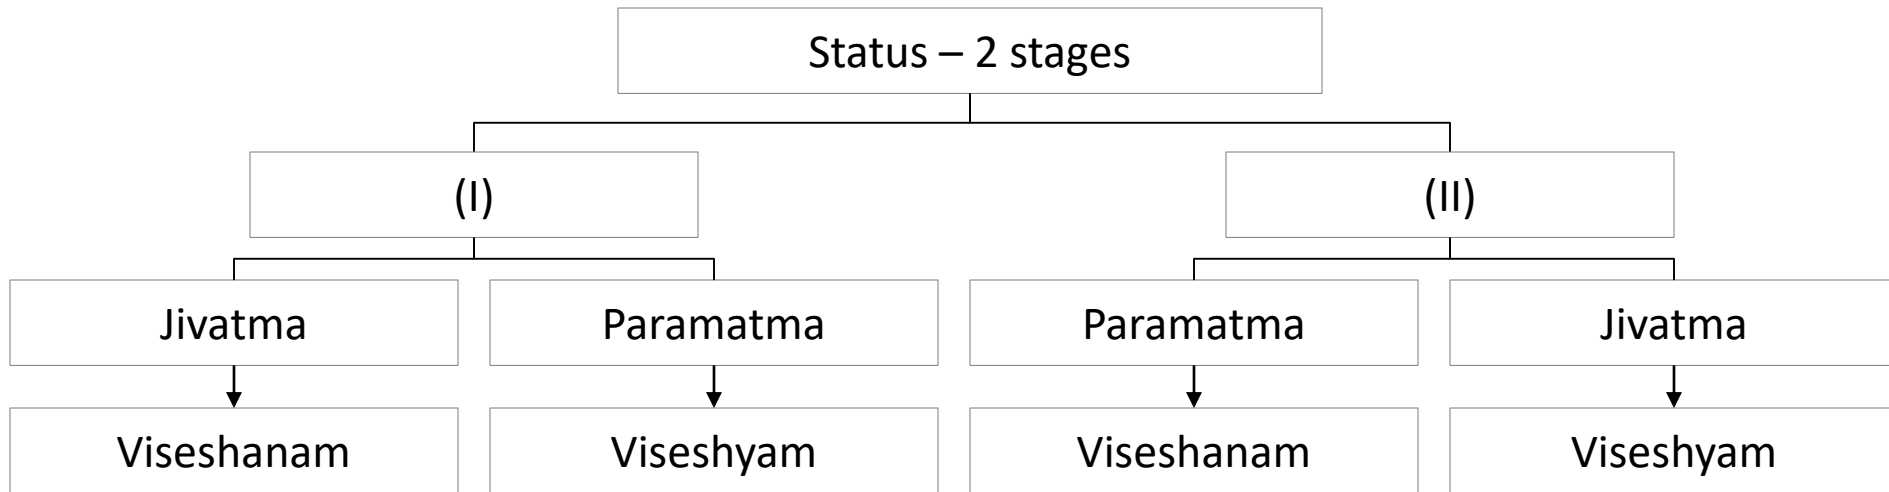 Status – 2 stages
(I)
(II)
Jivatma
Paramatma
Paramatma
Jivatma
Viseshanam
Viseshyam
Viseshanam
Viseshyam